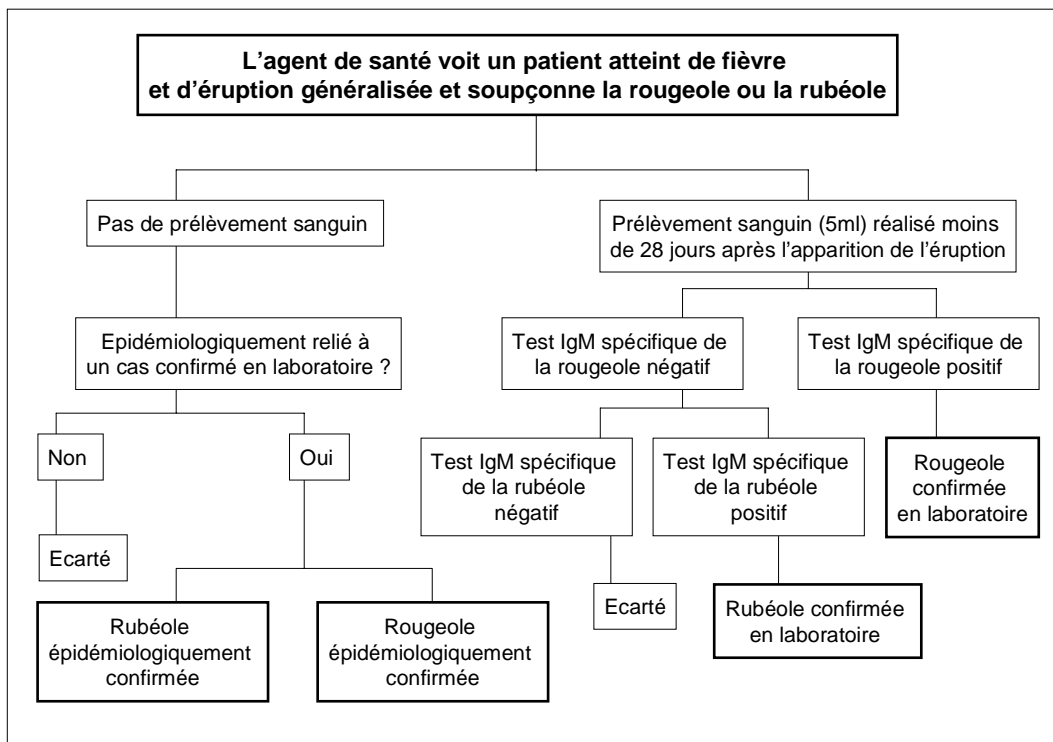 L'agent de santé voit un patient atteint de fièvre
et d'éruption généralisée et soupçonne la rougeole ou la rubéole
Pas de prélèvement sanguin
Prélèvement sanguin (5ml) réalisé moins
de 28 jours après l'apparition de l'éruption
Epidémiologiquement relié à
un cas confirmé en laboratoire ?
Test IgM spécifique de
la rougeole négatif
Test IgM spécifique de
la rougeole positif
Non
Oui
Test IgM spécifique
de la rubéole
négatif
Test IgM spécifique
de la rubéole
positif
Rougeole
confirmée
en laboratoire
Ecarté
Rubéole
épidémiologiquement
confirmée
Rougeole
épidémiologiquement
confirmée
Ecarté
Rubéole confirmée
en laboratoire